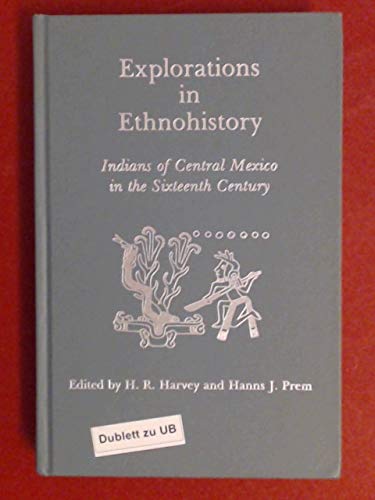 Explorations
in
Ethnohistory
Indians of Central Mexico
in the Sixteenth Century
Edited by H. R. Harvey and Hanns J. Prem
Dublett zu UB